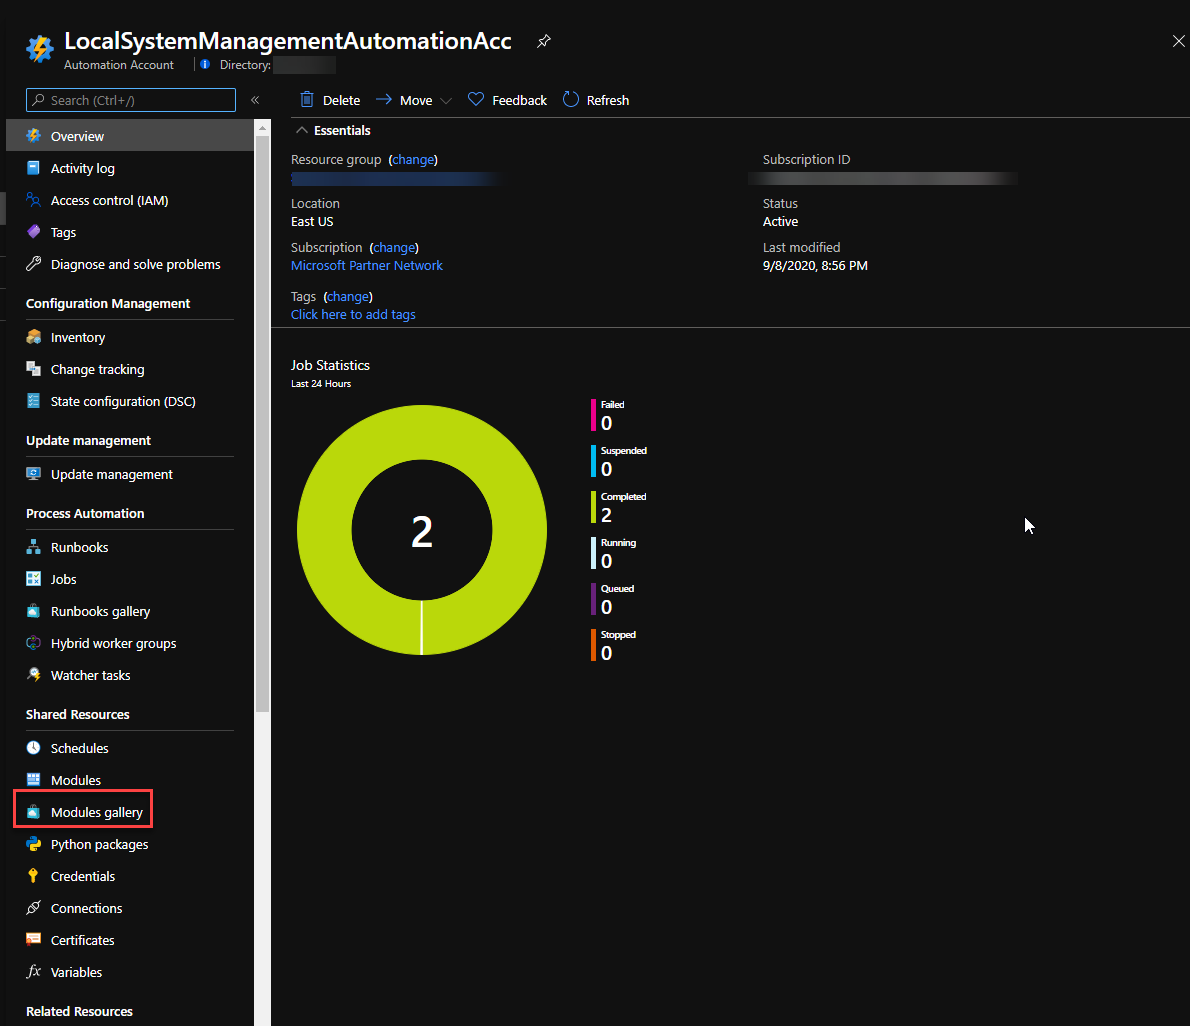 LocalSystemManagementAutomationAcc
Automation Account
Directory:
Search (Ctrl+/)
«
Overview
Activity log
Access control (IAM)
Tags
Diagnose and solve problems
Configuration Management
Inventory
Change tracking
State configuration (DSC)
Update management
Update management
Process Automation
Runbooks
Jobs
Runbooks gallery
Hybrid worker groups
Watcher tasks
Shared Resources
Schedules
Modules
Modules gallery
Python packages
Credentials
Connections
Certificates
Variables
Related Resources
Delete Move Feedback Refresh
Essentials
Resource group (change)
Location
East US
Subscription (change)
Microsoft Partner Network
Tags (change)
Click here to add tags
Subscription ID
Status
Active
Last modified
9/8/2020, 8:56 PM
Job Statistics
Last 24 Hours
2
Failed
0
Suspended
0
Completed
2
Running
0
Queued
0
Stopped
0